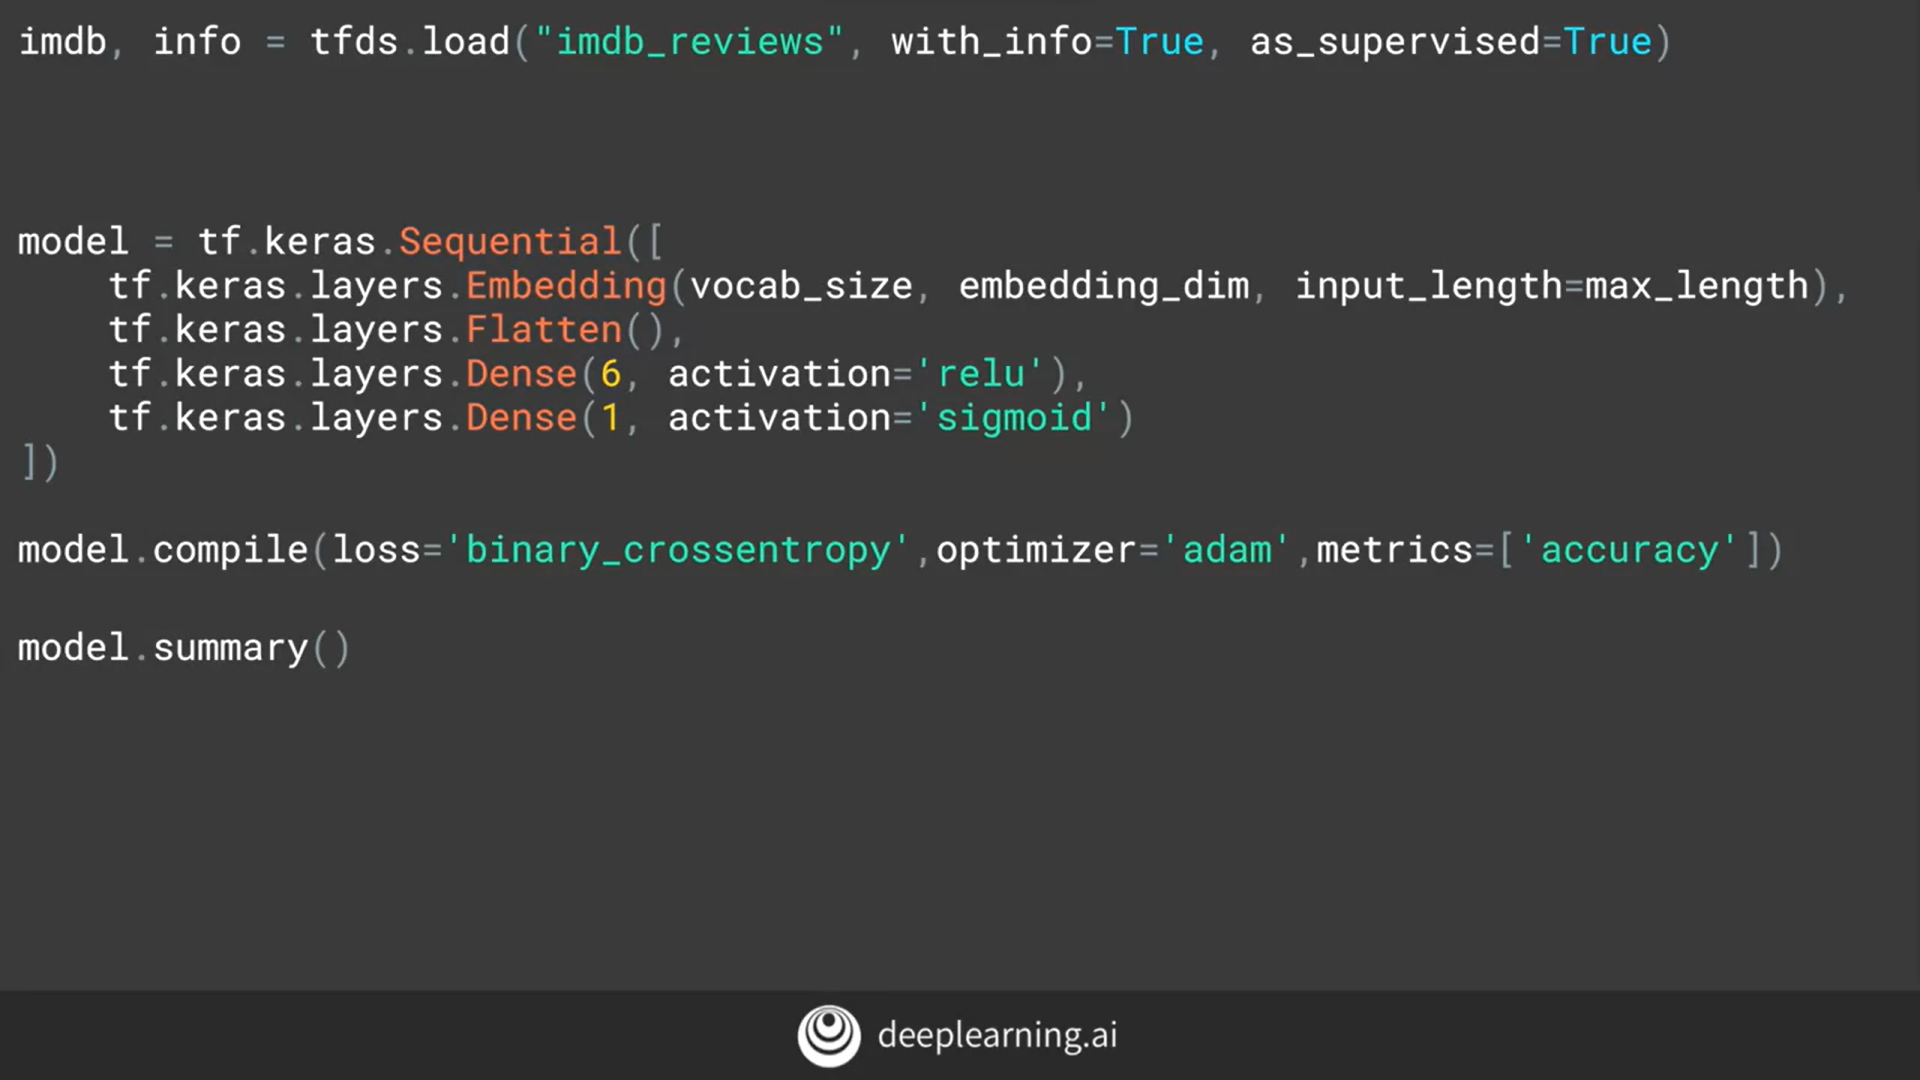 imdb, info = tfds.load("imdb_reviews", with_info=True, as_supervised=True)
model = tf.keras.Sequential([
    tf.keras.layers.Embedding(vocab_size, embedding_dim, input_length=max_length),
    tf.keras.layers.Flatten(),
    tf.keras.layers.Dense(6, activation='relu'),
    tf.keras.layers.Dense(1, activation='sigmoid')
])
model.compile(loss='binary_crossentropy',optimizer='adam',metrics=['accuracy'])
model.summary()
deeplearning.ai